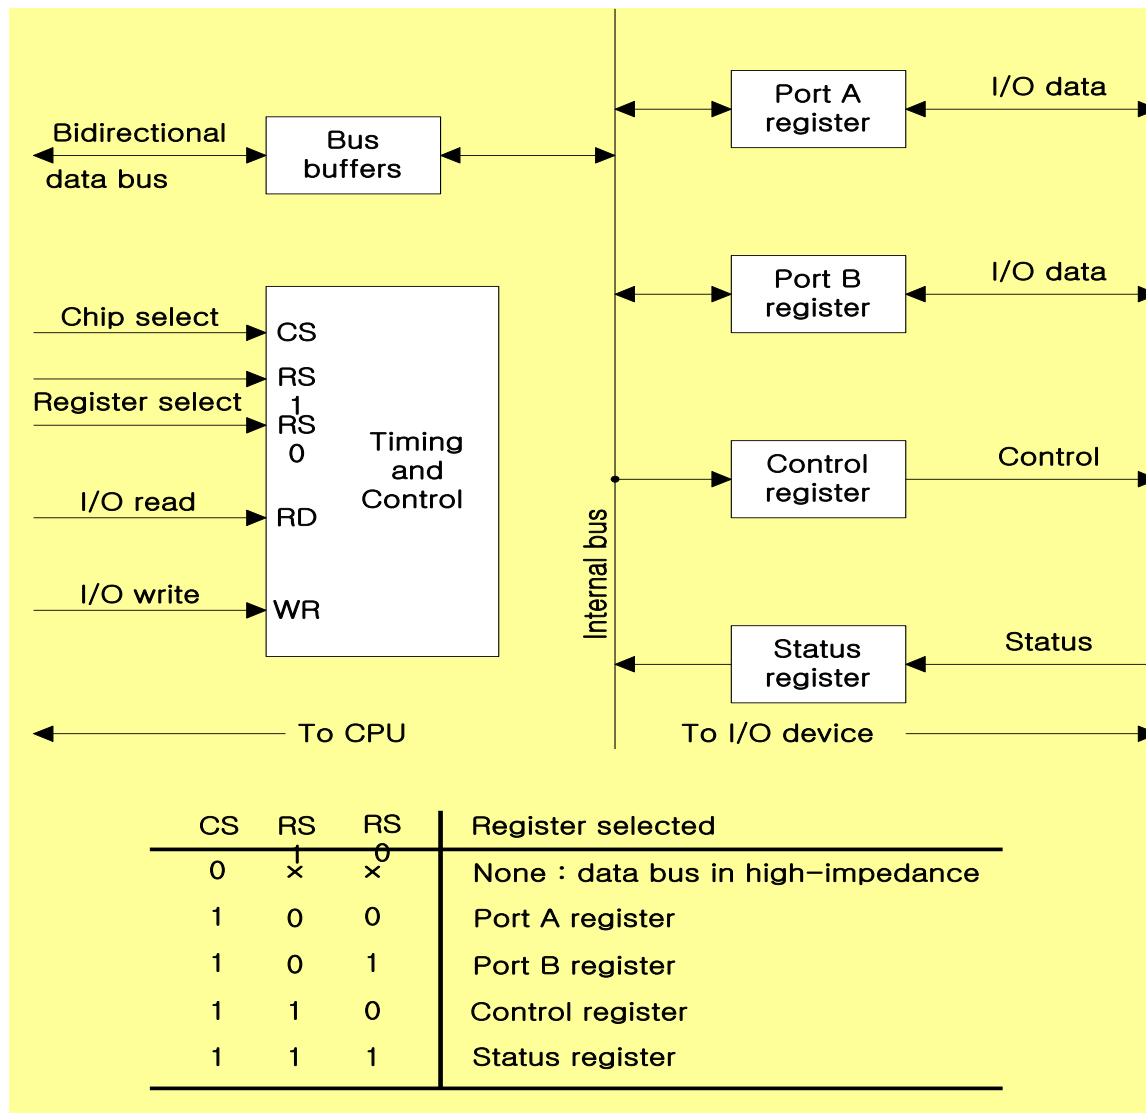 Bidirectional
data bus
Bus
buffers
Port A
register
I/O data
Port B
register
I/O data
Chip select
CS
RS
1
Register select
RS
0
Timing
and
Control
I/O read
RD
I/O write
WR
Internal bus
Control
register
Control
Status
register
Status
To CPU
To I/O device
CS RS 1 RS 0 Register selected
0 × × None : data bus in high-impedance
1 0 0 Port A register
1 0 1 Port B register
1 1 0 Control register
1 1 1 Status register